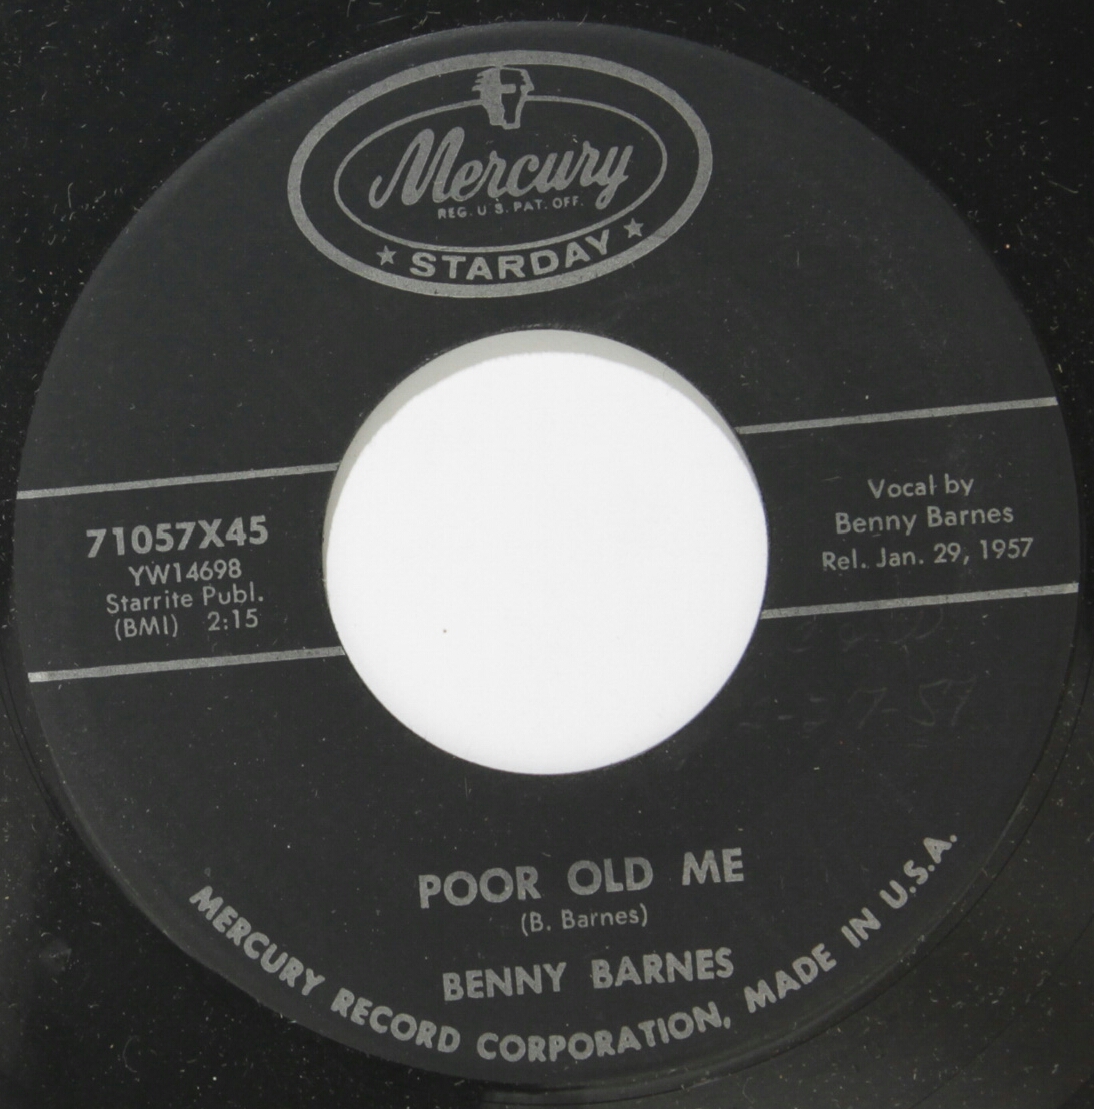 Mercury
REG. U.S. PAT. OFF.
★ STARDAY ★
71057X45
YW14698
Starrite Publ.
(BMI) 2:15
Vocal by
Benny Barnes
Rel. Jan. 29, 1957
POOR OLD ME
(B. Barnes)
BENNY BARNES
MERCURY RECORD CORPORATION, MADE IN U.S.A.